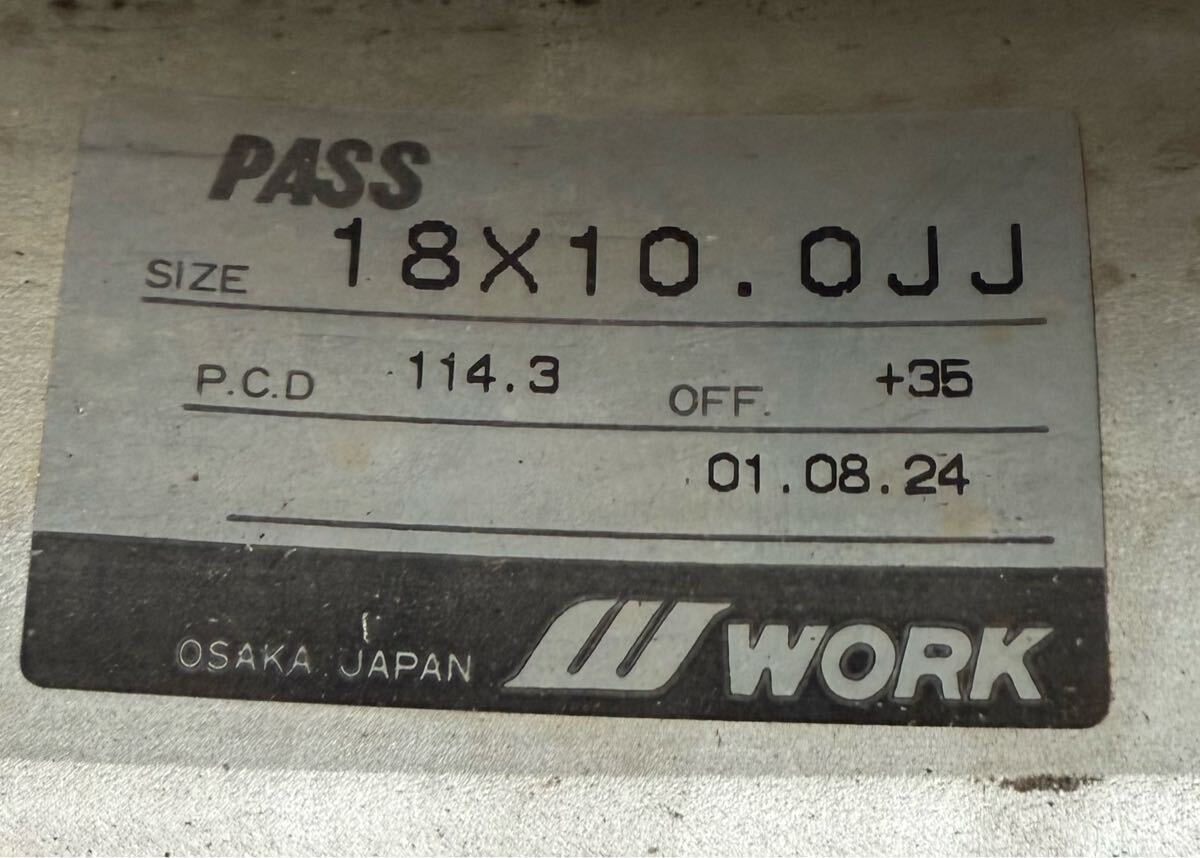 PASS
SIZE 18X10.0JJ
P.C.D 114.3 OFF. +35
01.08.24
OSAKA JAPAN WORK